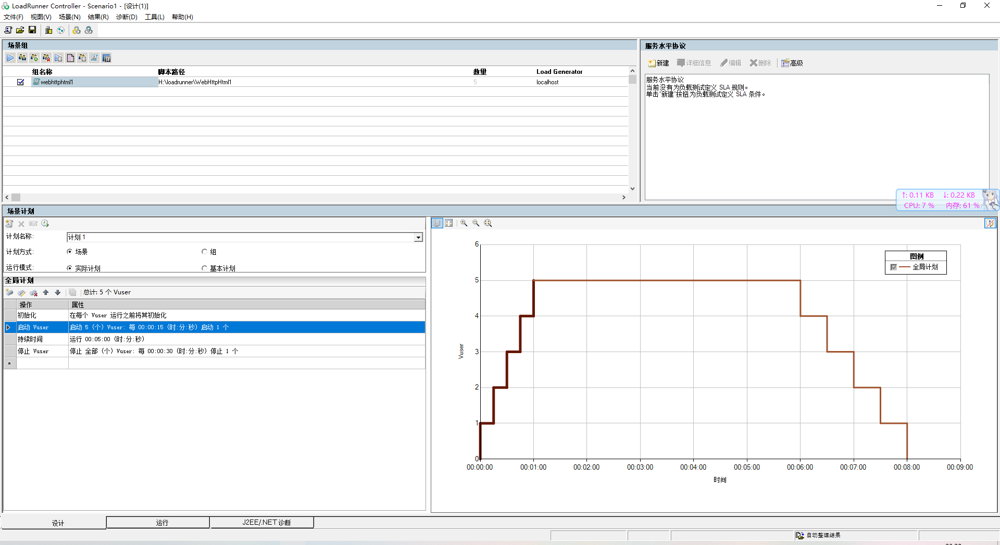 LoadRunner Controller - Scenario1 - [设计(1)]
文件(F) 视图(V) 场景(N) 结果(R) 诊断(D) 工具(L) 帮助(H)
场景组
组名称 脚本路径 数量 Load Generator
webhttphtml1 H:\loadrunner\WebHttpHtml1 5 localhost
服务水平协议
新建 详细信息 编辑 删除 高级
服务水平协议
当前没有为负载测试定义 SLA 规则。
单击"新建"按钮为负载测试定义 SLA 条件。
↑: 0.11 KB ↓: 0.22 KB
CPU: 7 % 内存: 61 %
场景计划
计划名称: 计划 1
计划方式: 场景 组
运行模式: 实际计划 基本计划
全局计划
总计: 5 个 Vuser
操作 属性
初始化 在每个 Vuser 运行之前将其初始化
启动 Vuser 启动 5 (个) Vuser: 每 00:00:15 (时:分:秒) 启动 1 个
持续时间 运行 00:05:00 (时:分:秒)
停止 Vuser 停止 全部 (个) Vuser: 每 00:00:30 (时:分:秒) 停止 1 个
*
图例
全局计划
6
5
4
3
2
1
0
Vuser
00:00:00 00:01:00 00:02:00 00:03:00 00:04:00 00:05:00 00:06:00 00:07:00 00:08:00 00:09:00
时间
设计 运行 J2EE/.NET 诊断
自动整理结果